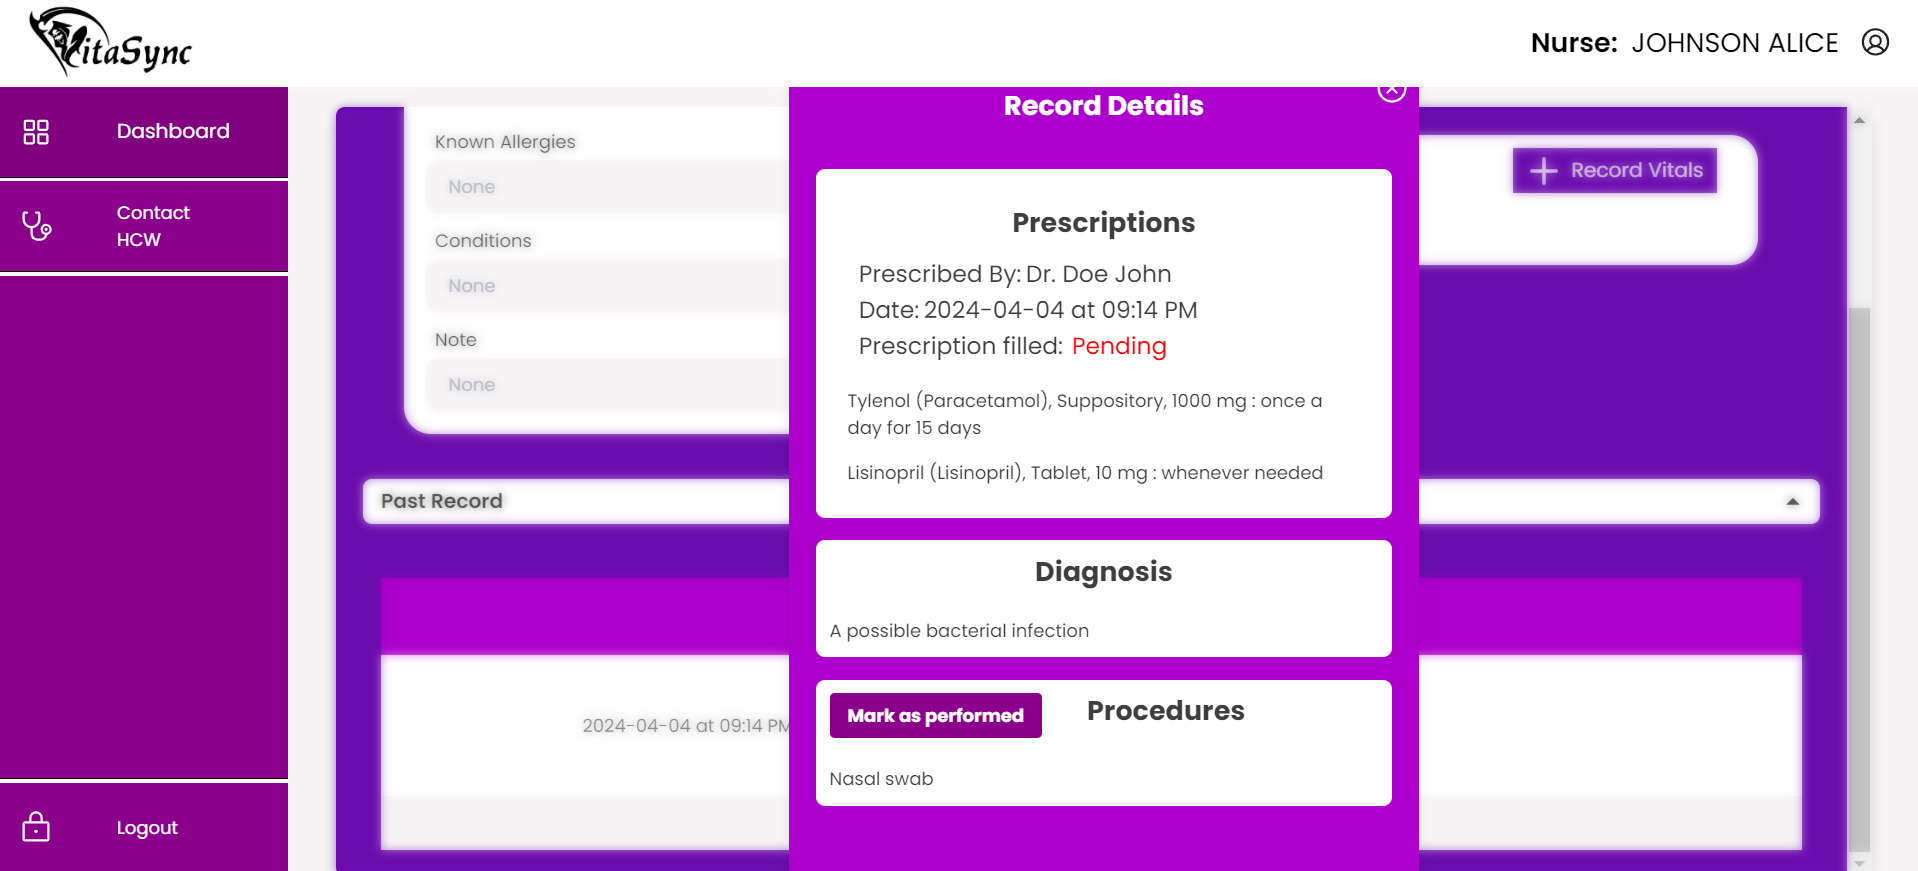 VitaSync
Nurse: JOHNSON ALICE
Dashboard
Contact
HCW
Logout
Known Allergies
None
Conditions
None
Note
None
Record Vitals
Past Record
2024-04-04 at 09:14 PM
Record Details
Prescriptions
Prescribed By: Dr. Doe John
Date: 2024-04-04 at 09:14 PM
Prescription filled: Pending
Tylenol (Paracetamol), Suppository, 1000 mg : once a
day for 15 days
Lisinopril (Lisinopril), Tablet, 10 mg : whenever needed
Diagnosis
A possible bacterial infection
Mark as performed
Procedures
Nasal swab